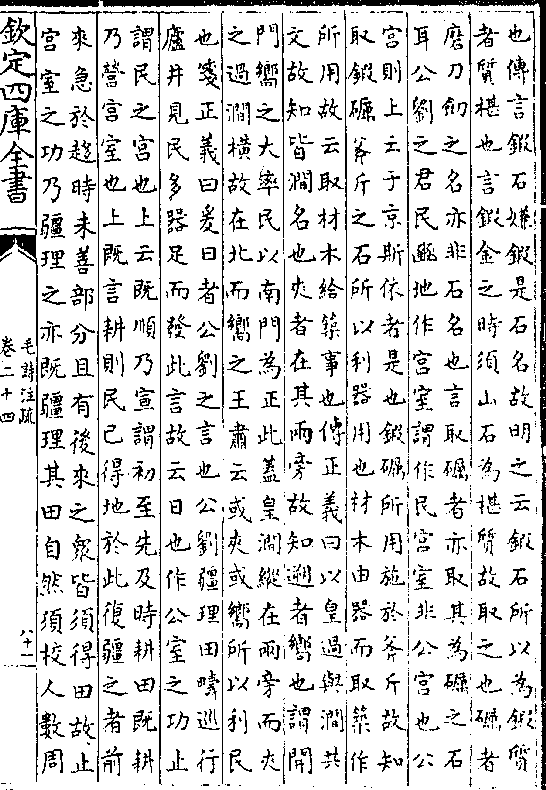 也傳言鍛石嫌鍛是石名故明之云鍛石所以為鍛質
者質椹也言鍛金之時須山石為椹質故取之也礪者
磨刀劒之名亦非石名也言取礪者亦取其為礪之石
耳公劉之君民豳地作宮室謂作民宮室非公宮也公
宮則上云于京斯依者是也鍛礪所用施於斧斤故知
取鍛礪斧斤之石所以利器用也材木由器而取築作
所用故云取材木給築事也傳正義曰以皇過與澗共
文故知皆澗名也夾者在其兩旁故知遡者嚮也謂開
門嚮之大率民以南門為正此蓋皇澗縱在兩旁而夾
之過澗橫故在北而嚮之王肅云或夾或嚮所以利民
也箋正義曰爰曰者公劉之言也公劉疆理田疇巡行
廬井見民多器足而發此言故云日也作公室之功止
謂民之宮也上云既順乃宣謂初至先及時耕田既耕
乃營宮室也上既言耕則民已得地於此復疆之者前
來急於趨時未善部分且有後來之衆皆須得田故止
宮室之功乃疆理之亦既疆理其田自然須校人數周
欽定四庫全書
毛詩注疏
卷二十四
八十一